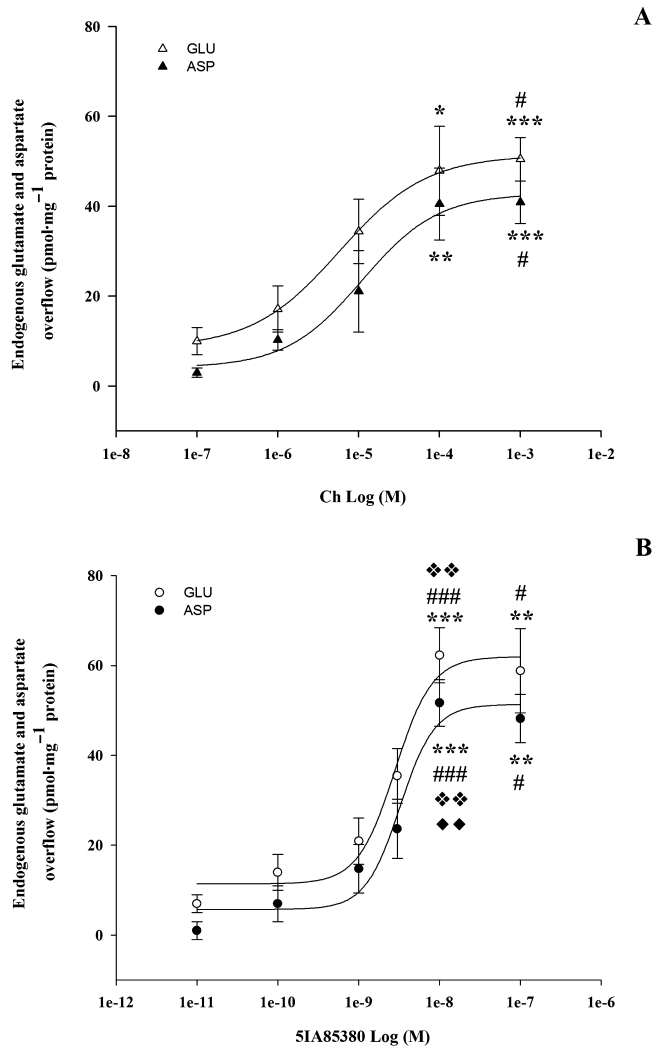 A
80
60
40
20
0
GLU
ASP
*
#
***
**
***
#
1e-8 1e-7 1e-6 1e-5 1e-4 1e-3 1e-2
Ch Log (M)
Endogenous glutamate and aspartate
overflow (pmol·mg−1 protein)
B
80
60
40
20
0
GLU
ASP
❖❖
###
***
#
**
***
###
❖❖
◆◆
**
#
1e-12 1e-11 1e-10 1e-9 1e-8 1e-7 1e-6
5IA85380 Log (M)
Endogenous glutamate and aspartate
overflow (pmol·mg−1 protein)